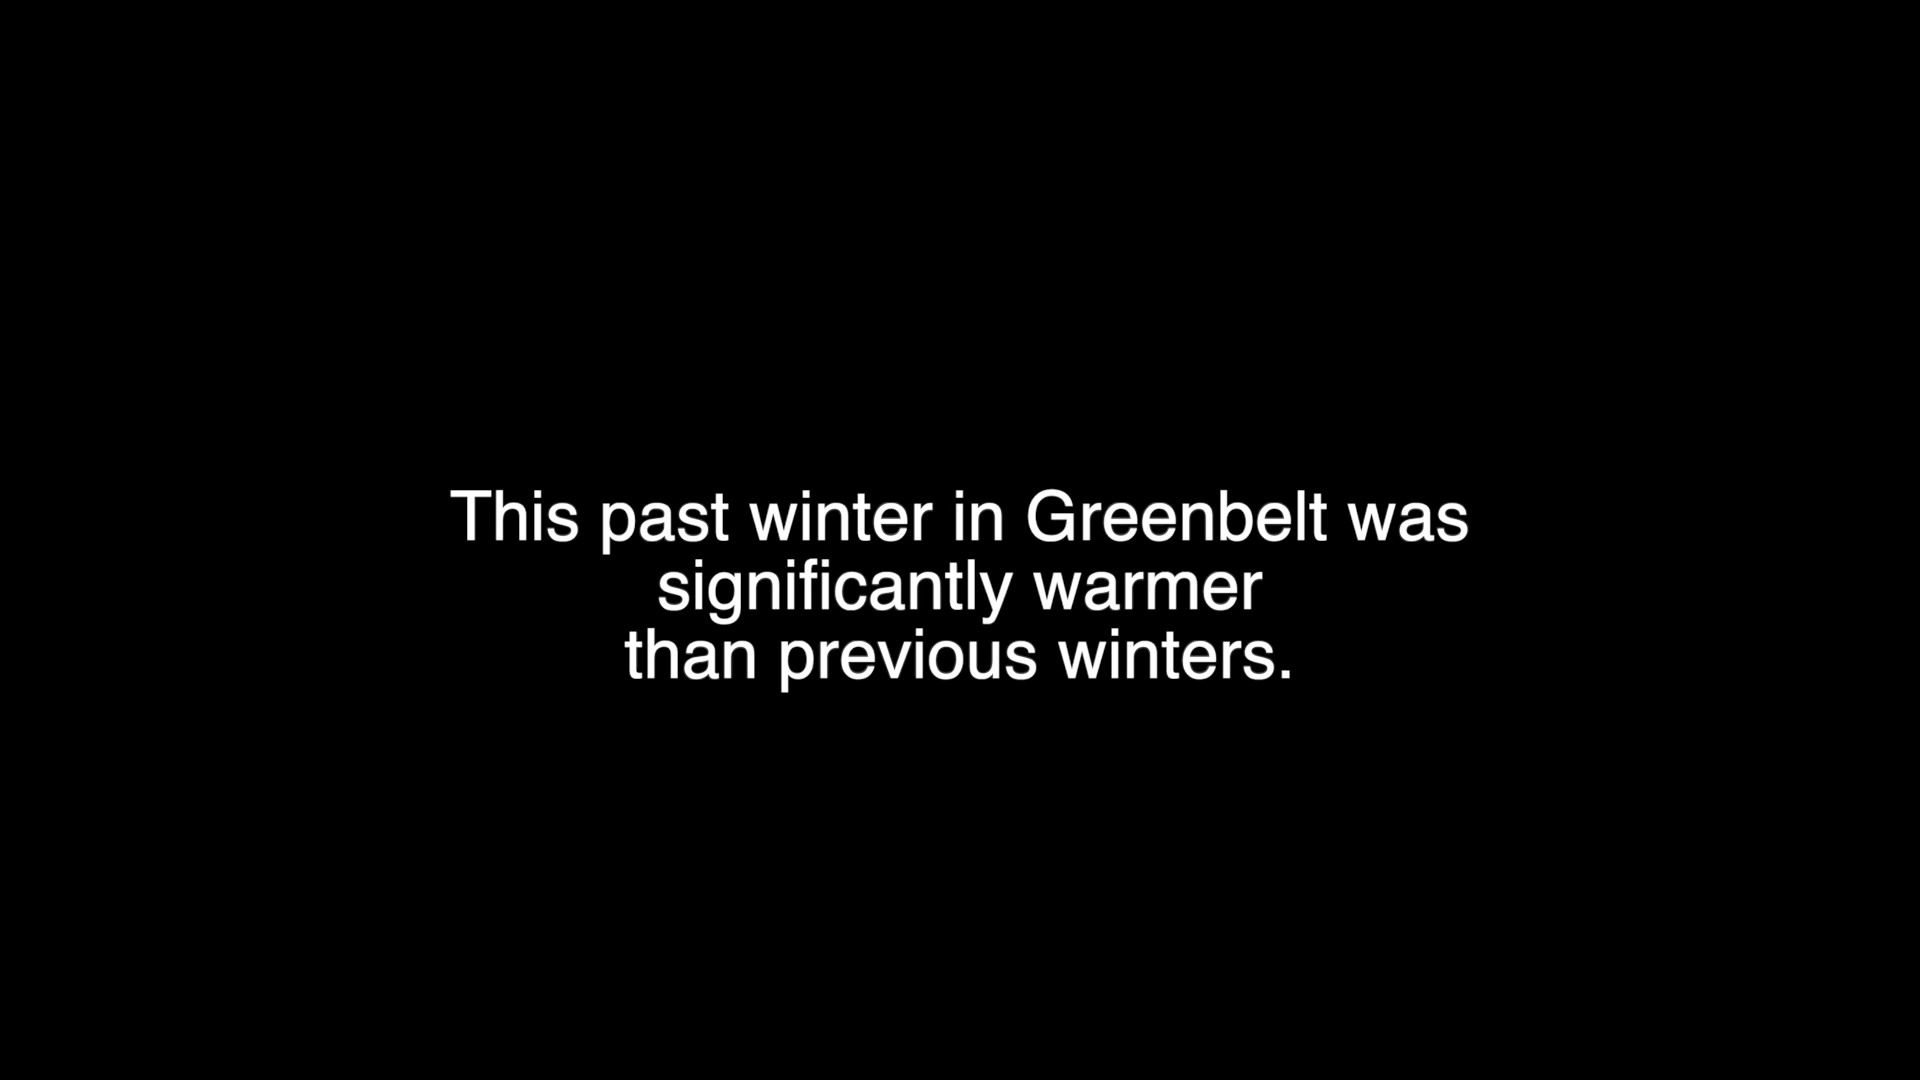 This past winter in Greenbelt was
significantly warmer
than previous winters.